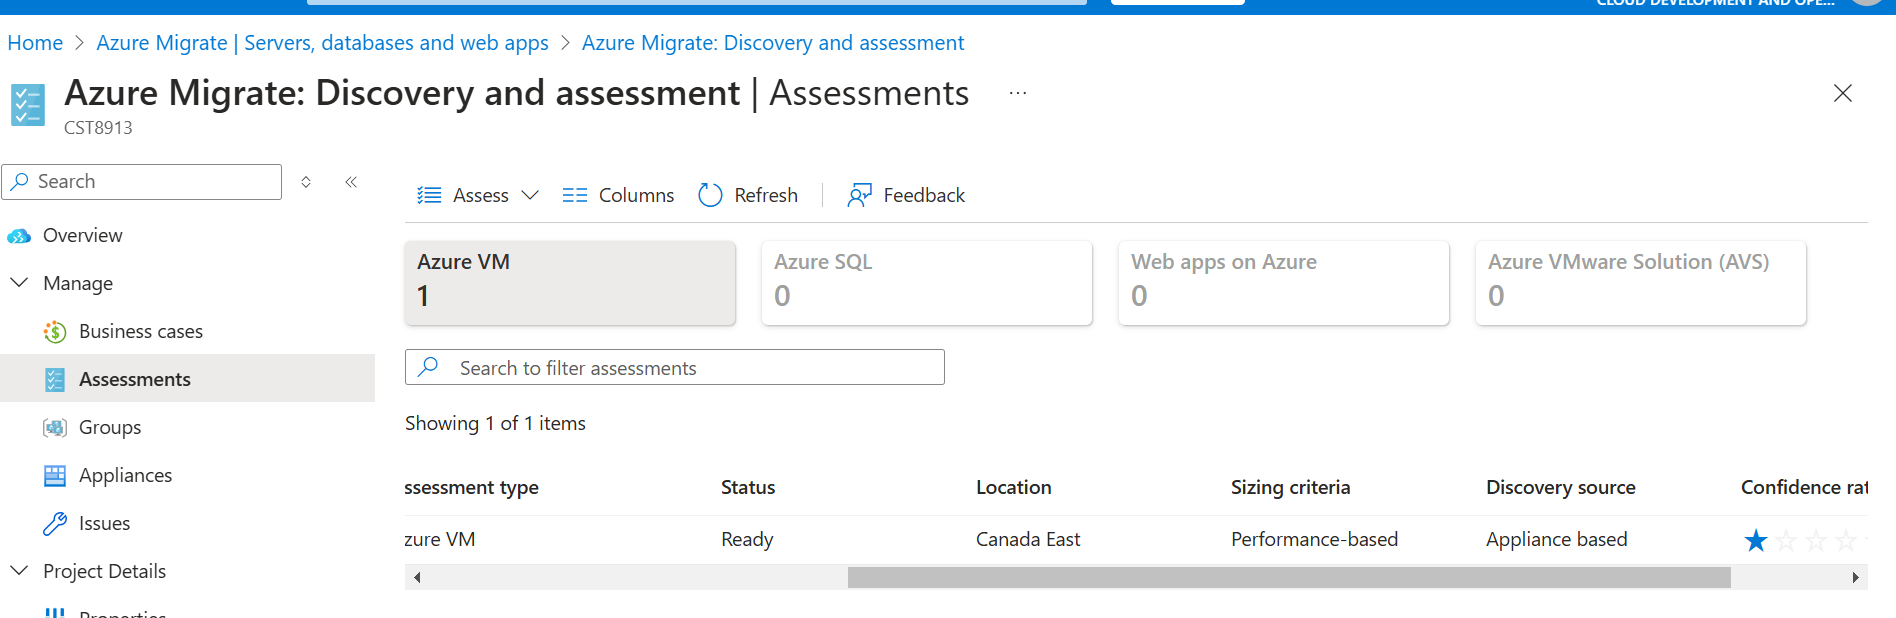 CLOUD DEVELOPMENT AND OPE...
Home > Azure Migrate | Servers, databases and web apps > Azure Migrate: Discovery and assessment
Azure Migrate: Discovery and assessment | Assessments ...
CST8913
Search
Assess Columns Refresh Feedback
Overview
Manage
Business cases
Assessments
Groups
Appliances
Issues
Project Details
Properties
Azure VM
1
Azure SQL
0
Web apps on Azure
0
Azure VMware Solution (AVS)
0
Search to filter assessments
Showing 1 of 1 items
ssessment type Status Location Sizing criteria Discovery source Confidence rat
zure VM Ready Canada East Performance-based Appliance based